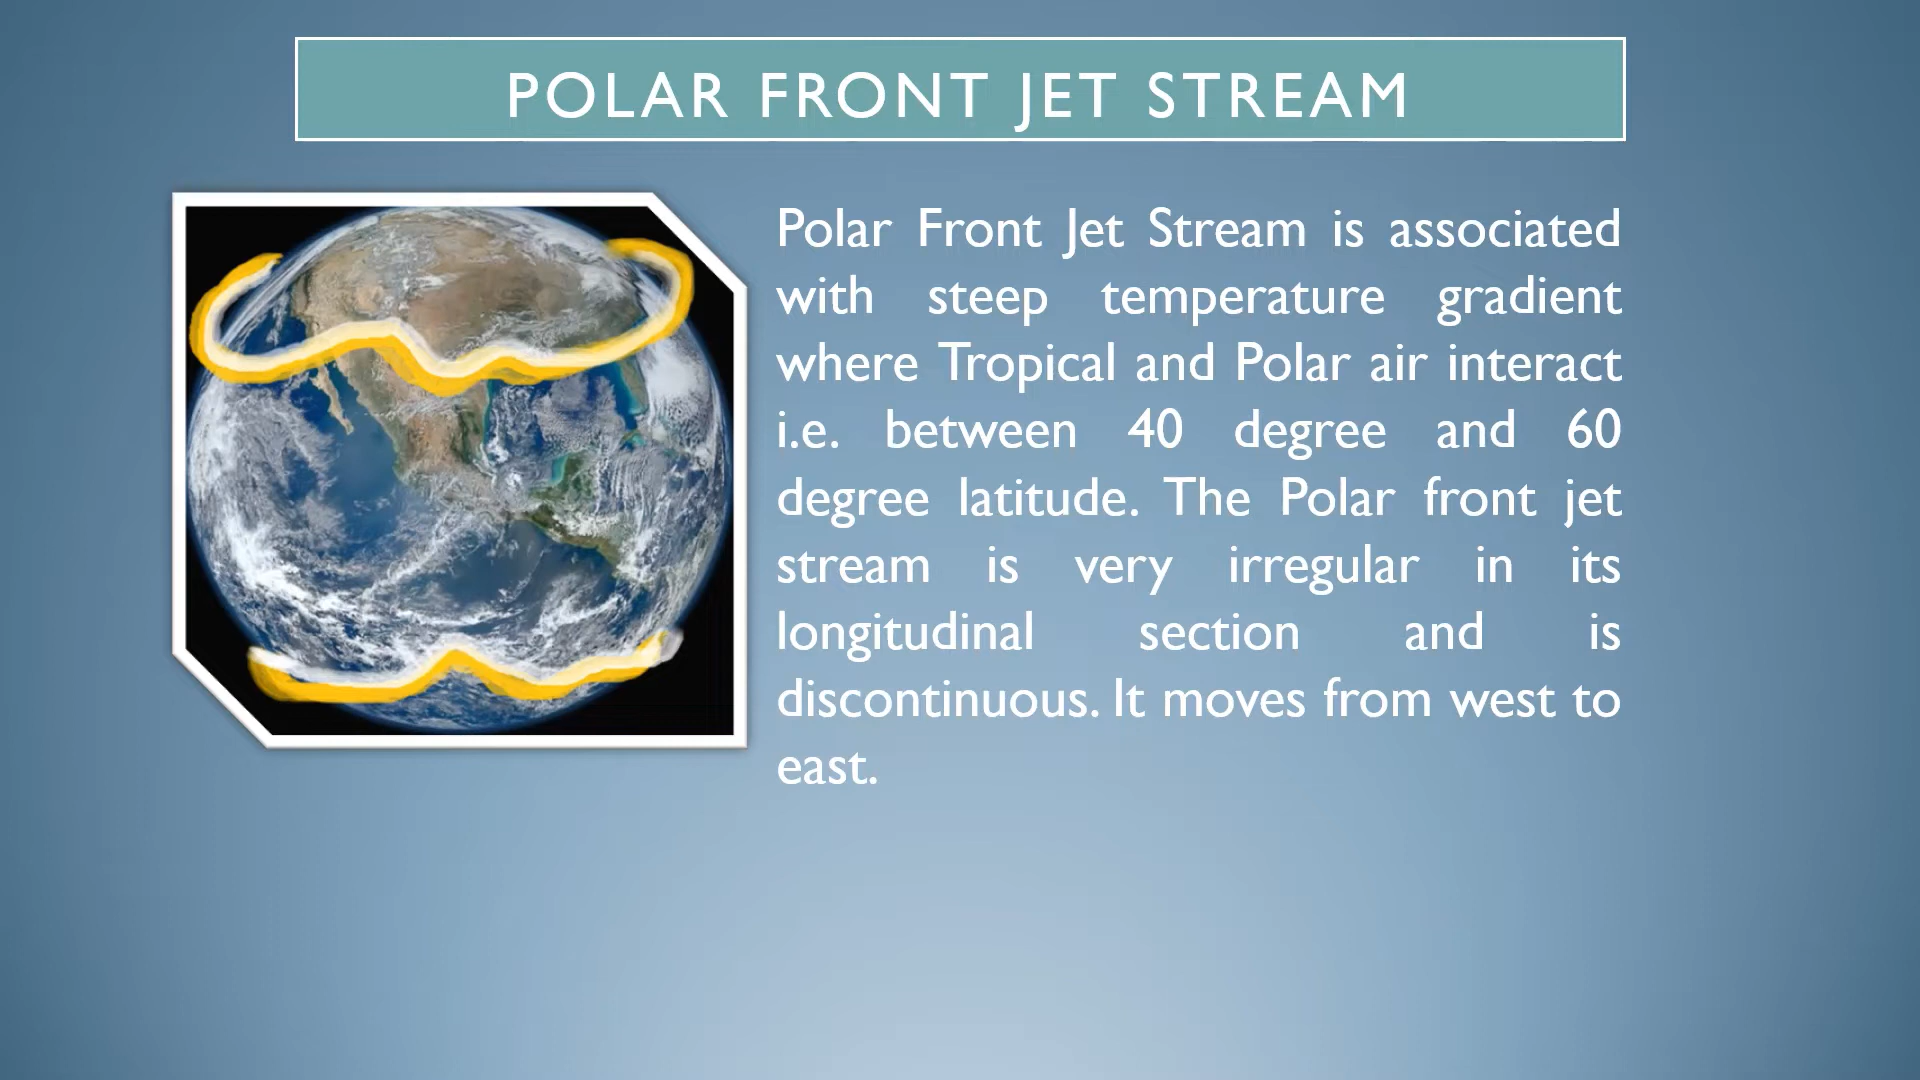 POLAR FRONT JET STREAM
Polar Front Jet Stream is associated
with steep temperature gradient
where Tropical and Polar air interact
i.e. between 40 degree and 60
degree latitude. The Polar front jet
stream is very irregular in its
longitudinal section and is
discontinuous. It moves from west to
east.